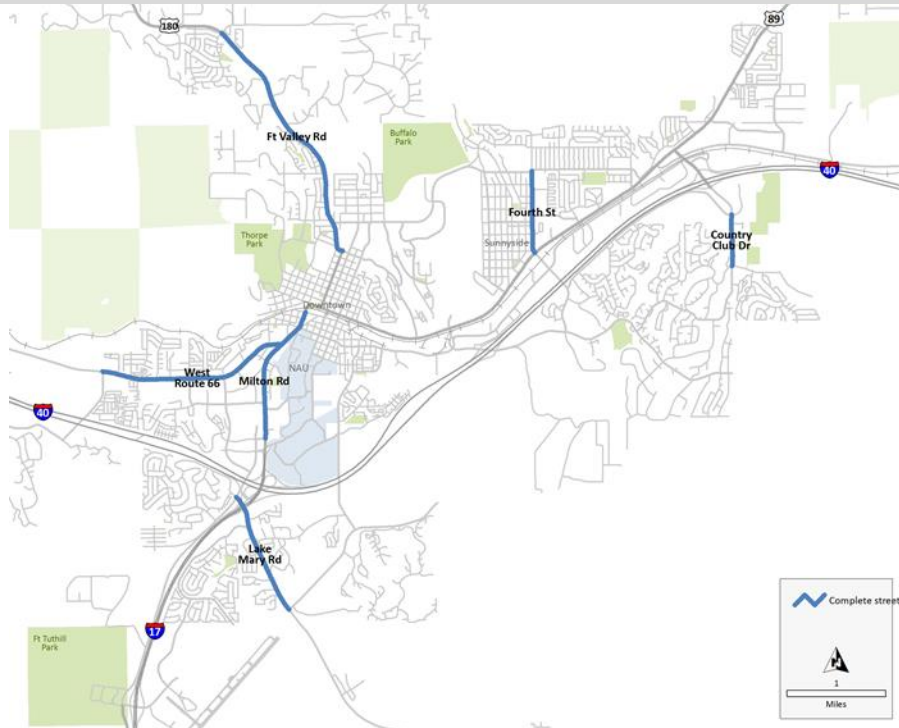 180
89
Ft Valley Rd
Buffalo
Park
40
Fourth St
Thorpe
Park
Sunnyside
Country
Club Dr
Downtown
West
Route 66
Milton Rd
NAU
40
Lake
Mary Rd
Complete street
17
Ft Tuthill
Park
N
1
Miles